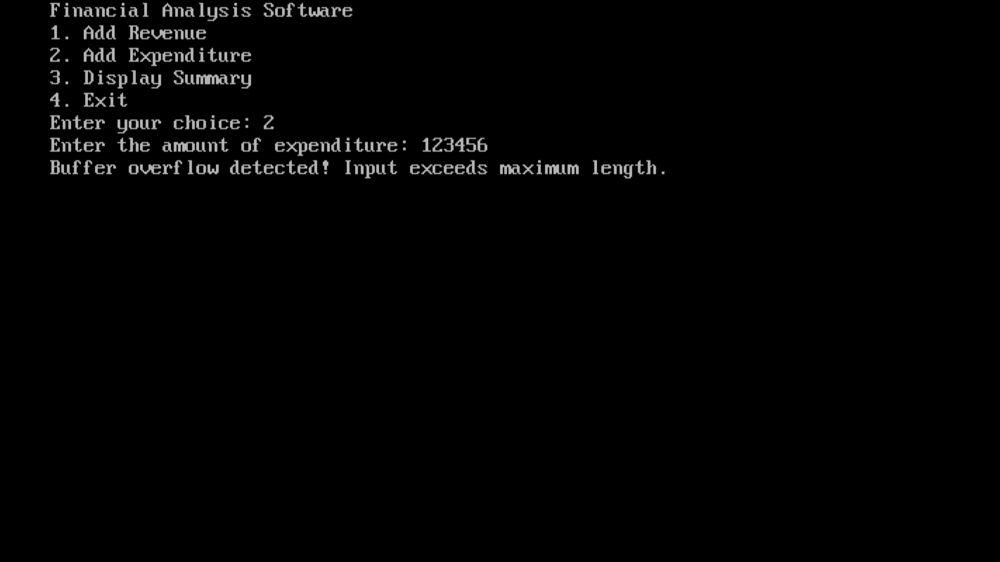 Financial Analysis Software
1. Add Revenue
2. Add Expenditure
3. Display Summary
4. Exit
Enter your choice: 2
Enter the amount of expenditure: 123456
Buffer overflow detected! Input exceeds maximum length.